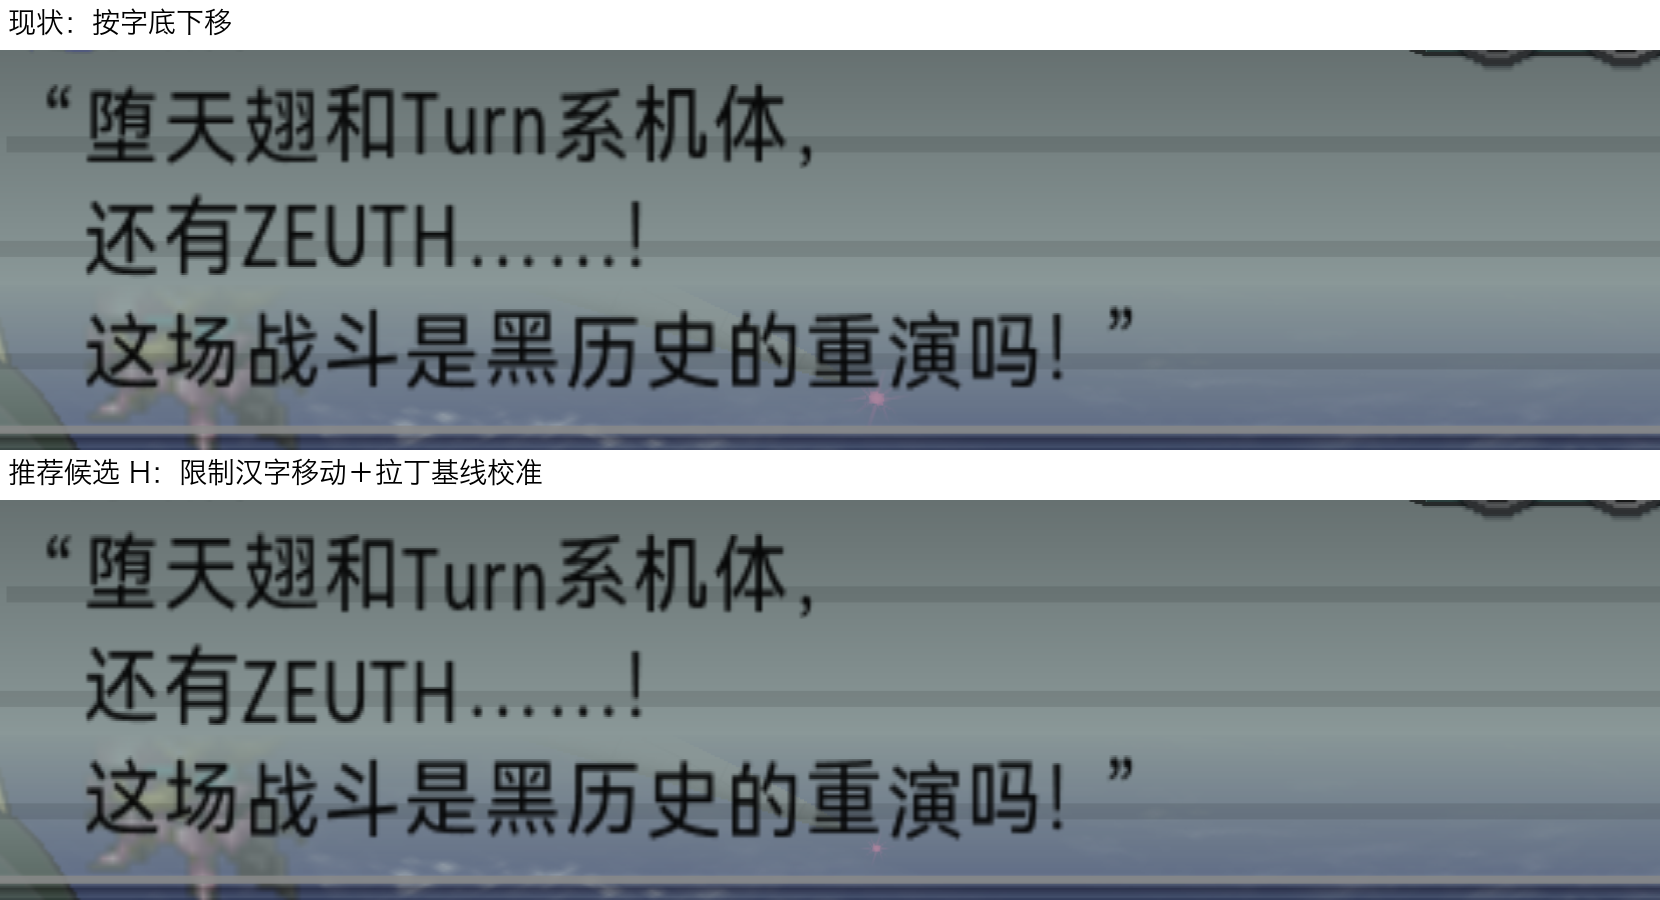 现状：按字底下移
“堕天翅和Turn系机体，
还有ZEUTH……！
这场战斗是黑历史的重演吗！”
推荐候选 H：限制汉字移动＋拉丁基线校准
“堕天翅和Turn系机体，
还有ZEUTH……！
这场战斗是黑历史的重演吗！”